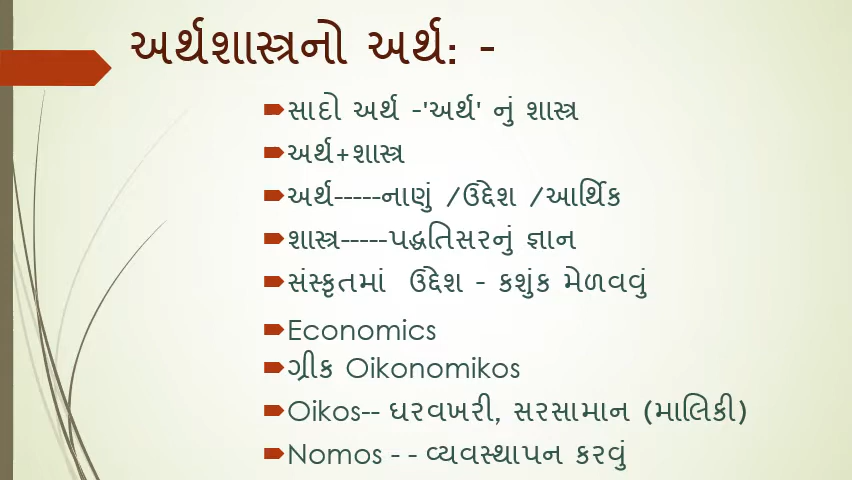 અર્થશાસ્ત્રનો અર્થ: -
સાદો અર્થ -'અર્થ' નું શાસ્ત્ર
અર્થ+શાસ્ત્ર
અર્થ-----નાણું /ઉદ્દેશ /આર્થિક
શાસ્ત્ર-----પદ્ધતિસરનું જ્ઞાન
સંસ્કૃતમાં ઉદ્દેશ - કશુંક મેળવવું
Economics
ગ્રીક Oikonomikos
Oikos-- ઘરવખરી, સરસામાન (માલિકી)
Nomos - - વ્યવસ્થાપન કરવું